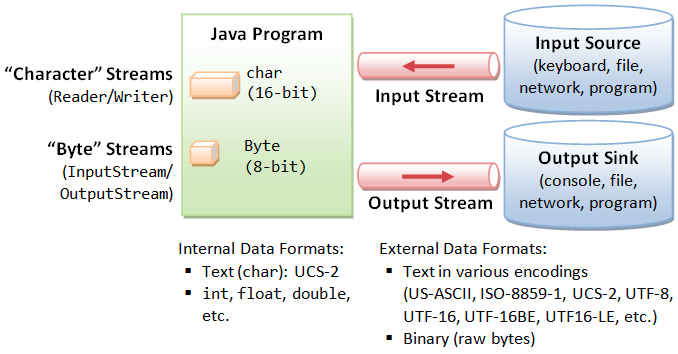 Java Program
“Character” Streams
(Reader/Writer)
char
(16-bit)
“Byte” Streams
(InputStream/
OutputStream)
Byte
(8-bit)
Input Stream
Input Source
(keyboard, file,
network, program)
Output Stream
Output Sink
(console, file,
network, program)
Internal Data Formats:
▪ Text (char): UCS-2
▪ int, float, double,
etc.
External Data Formats:
▪ Text in various encodings
(US-ASCII, ISO-8859-1, UCS-2, UTF-8,
UTF-16, UTF-16BE, UTF16-LE, etc.)
▪ Binary (raw bytes)